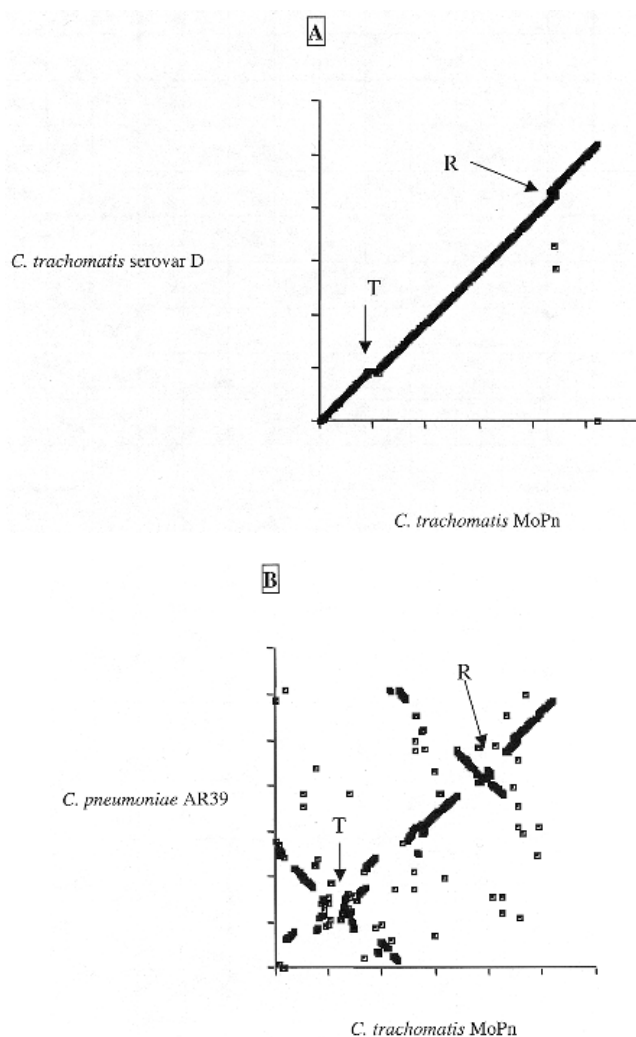 A
R
C. trachomatis serovar D
T
C. trachomatis MoPn
B
R
C. pneumoniae AR39
T
C. trachomatis MoPn